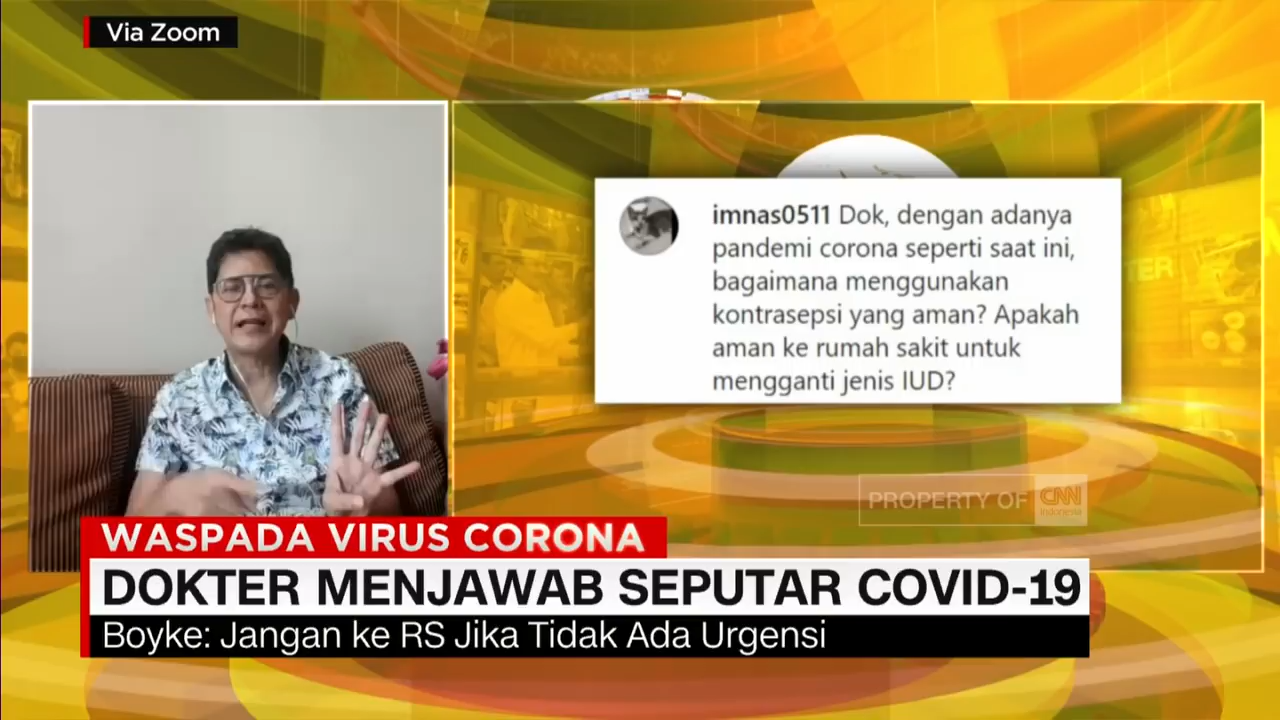 Via Zoom
imnas0511 Dok, dengan adanya
pandemi corona seperti saat ini,
bagaimana menggunakan
kontrasepsi yang aman? Apakah
aman ke rumah sakit untuk
mengganti jenis IUD?
TER
PROPERTY OF CNN
Indonesia
WASPADA VIRUS CORONA
DOKTER MENJAWAB SEPUTAR COVID-19
Boyke: Jangan ke RS Jika Tidak Ada Urgensi